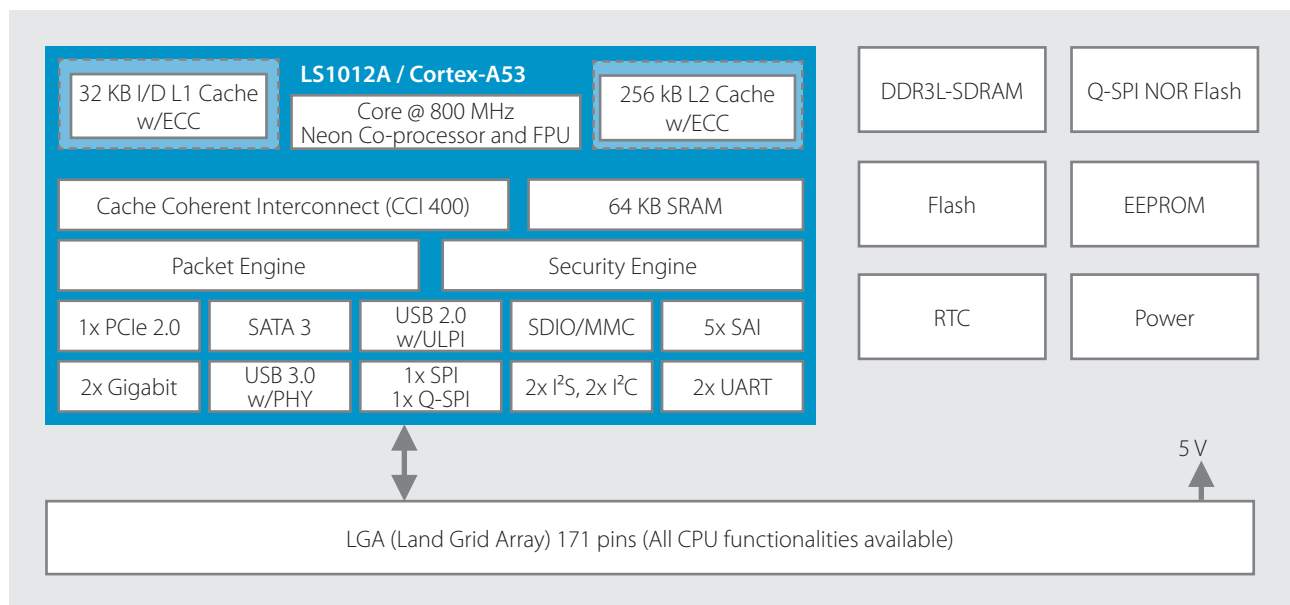 LS1012A / Cortex-A53
32 KB I/D L1 Cache
w/ECC
Core @ 800 MHz
Neon Co-processor and FPU
256 kB L2 Cache
w/ECC
Cache Coherent Interconnect (CCI 400)
64 KB SRAM
Packet Engine
Security Engine
1x PCIe 2.0
SATA 3
USB 2.0
w/ULPI
SDIO/MMC
5x SAI
2x Gigabit
USB 3.0
w/PHY
1x SPI
1x Q-SPI
2x I²S, 2x I²C
2x UART
DDR3L-SDRAM
Q-SPI NOR Flash
Flash
EEPROM
RTC
Power
5 V
LGA (Land Grid Array) 171 pins (All CPU functionalities available)